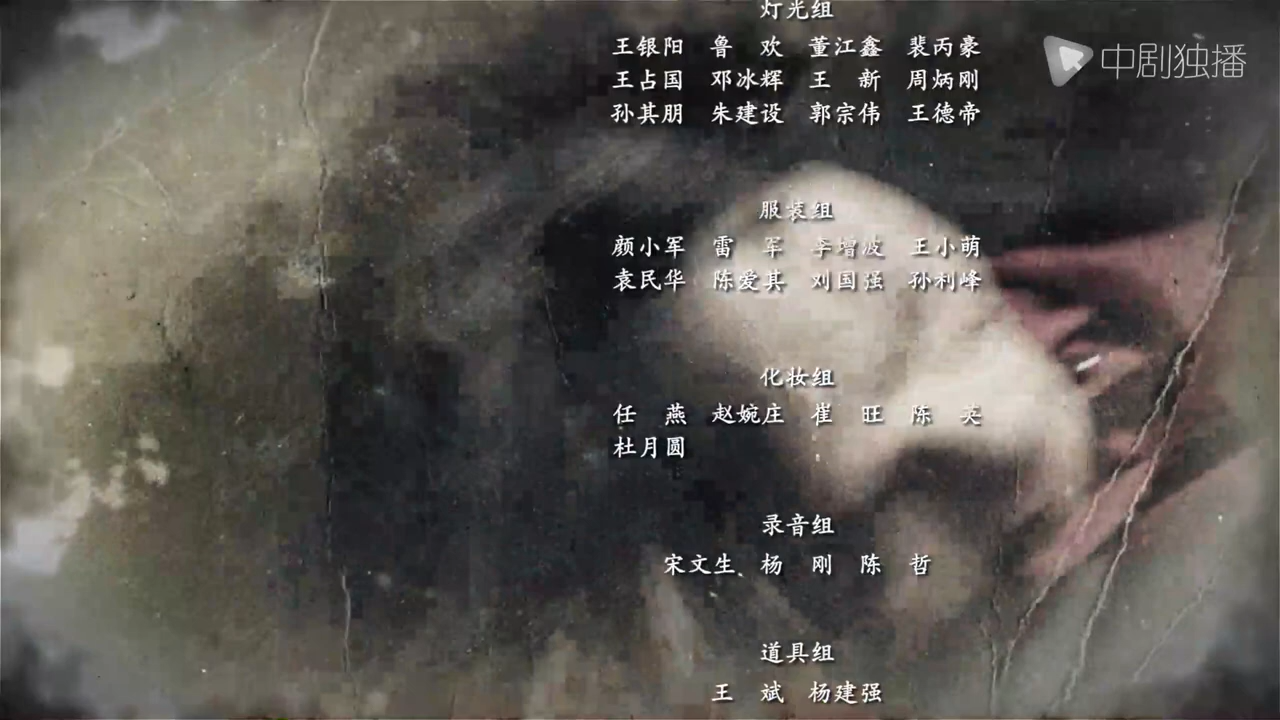 灯光组
中剧独播
王银阳 鲁 欢 董江鑫 裴丙豪
王占国 邓冰辉 王 新 周炳刚
孙其朋 朱建设 郭宗伟 王德帝
服装组
颜小军 雷 军 李增波 王小萌
袁民华 陈爱其 刘国强 孙利峰
化妆组
任 燕 赵婉庄 崔 旺 陈 英
杜月圆
录音组
宋文生 杨 刚 陈 哲
道具组
王 斌 杨建强